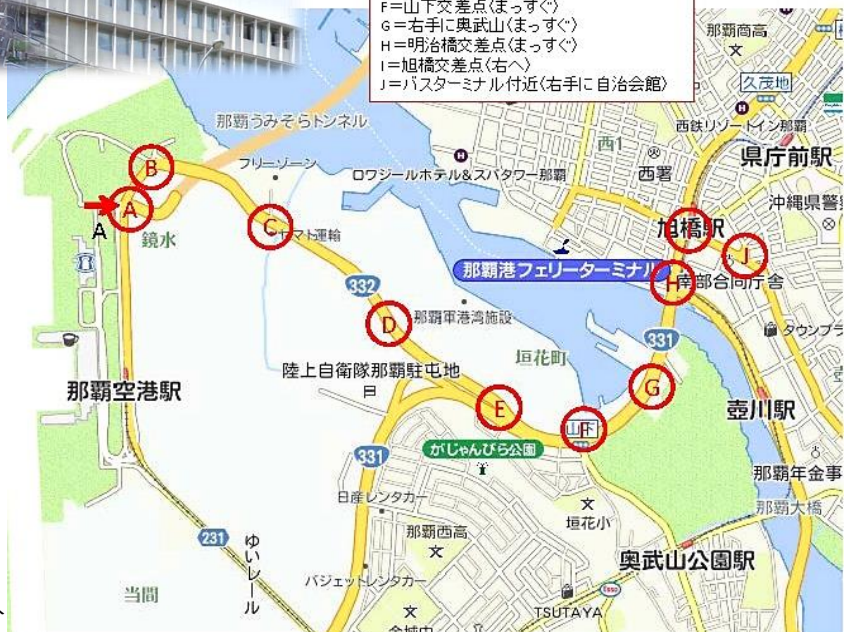 F=山下交差点(まっすぐ)
G=右手に奥武山(まっすぐ)
H=明治橋交差点(まっすぐ)
I=旭橋交差点(右へ)
J=バスターミナル付近(右手に自治会館)
那覇商高
久茂地
那覇うみそらトンネル
西鉄リゾートイン那覇
西1
県庁前駅
フリーゾーン
ロワジールホテル&スパタワー那覇
西署
B
A
A
鏡水
C
ヤマト運輸
旭橋駅
I
沖縄県警察
J
那覇港フェリーターミナル
H
南部合同庁舎
332
D
那覇軍港湾施設
331
タウンプラ
垣花町
陸上自衛隊那覇駐屯地
G
那覇空港駅
E
壺川駅
山下
F
がじゃんびら公園
331
那覇年金事
日産レンタカー
垣花小
那覇大橋
231
ゆいレール
那覇西高
奥武山公園駅
当間
バジェットレンタカー
Esso
TSUTAYA
金城中